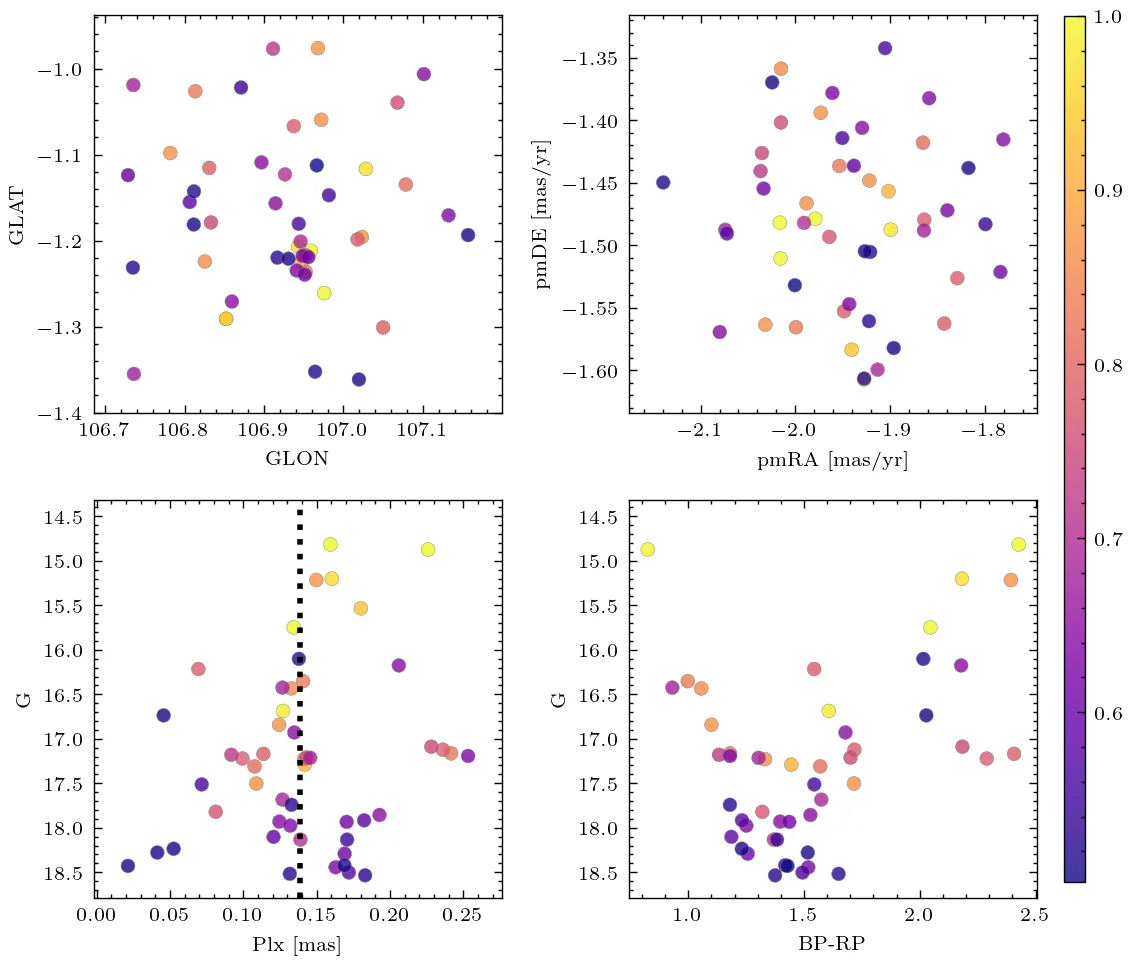 −1.0
−1.1
−1.2
−1.3
−1.4
GLAT
106.7 106.8 106.9 107.0 107.1
GLON
−1.35
−1.40
−1.45
−1.50
−1.55
−1.60
pmDE [mas/yr]
−2.1 −2.0 −1.9 −1.8
pmRA [mas/yr]
14.5
15.0
15.5
16.0
16.5
17.0
17.5
18.0
18.5
G
0.00 0.05 0.10 0.15 0.20 0.25
Plx [mas]
14.5
15.0
15.5
16.0
16.5
17.0
17.5
18.0
18.5
G
1.0 1.5 2.0 2.5
BP-RP
1.0
0.9
0.8
0.7
0.6